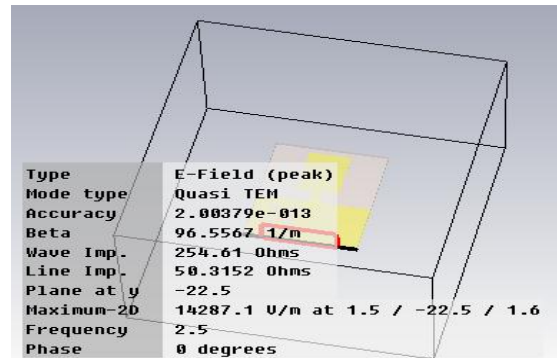 Type E-Field (peak)
Mode type Quasi TEM
Accuracy 2.00379e-013
Beta 96.5567 1/m
Wave Imp. 254.61 Ohms
Line Imp. 50.3152 Ohms
Plane at y -22.5
Maximum-2D 14287.1 V/m at 1.5 / -22.5 / 1.6
Frequency 2.5
Phase 0 degrees